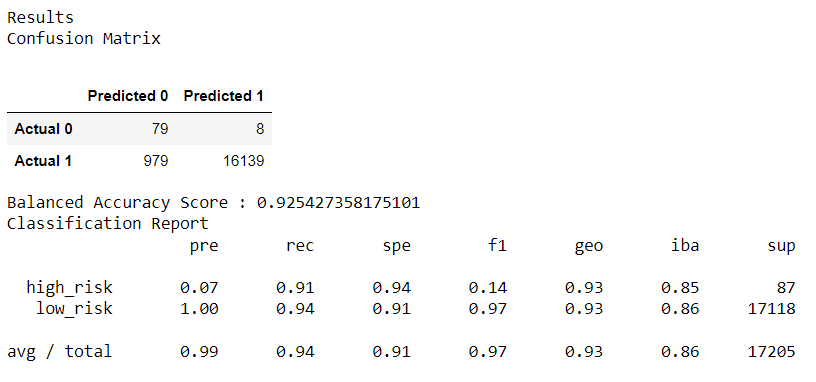 Results
Confusion Matrix
Predicted 0 Predicted 1
Actual 0 79 8
Actual 1 979 16139
Balanced Accuracy Score : 0.925427358175101
Classification Report
pre rec spe f1 geo iba sup
high_risk 0.07 0.91 0.94 0.14 0.93 0.85 87
low_risk 1.00 0.94 0.91 0.97 0.93 0.86 17118
avg / total 0.99 0.94 0.91 0.97 0.93 0.86 17205